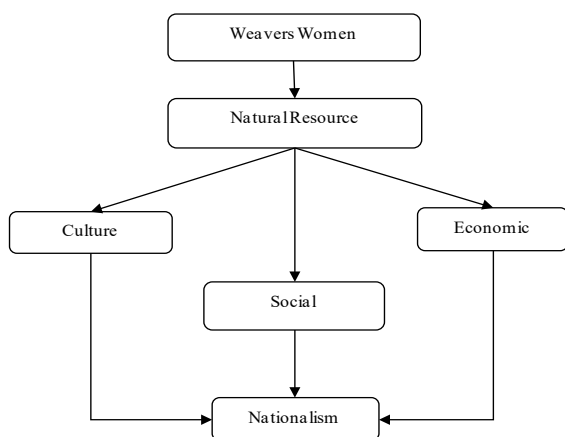 Weavers Women
Natural Resource
Culture
Economic
Social
Nationalism